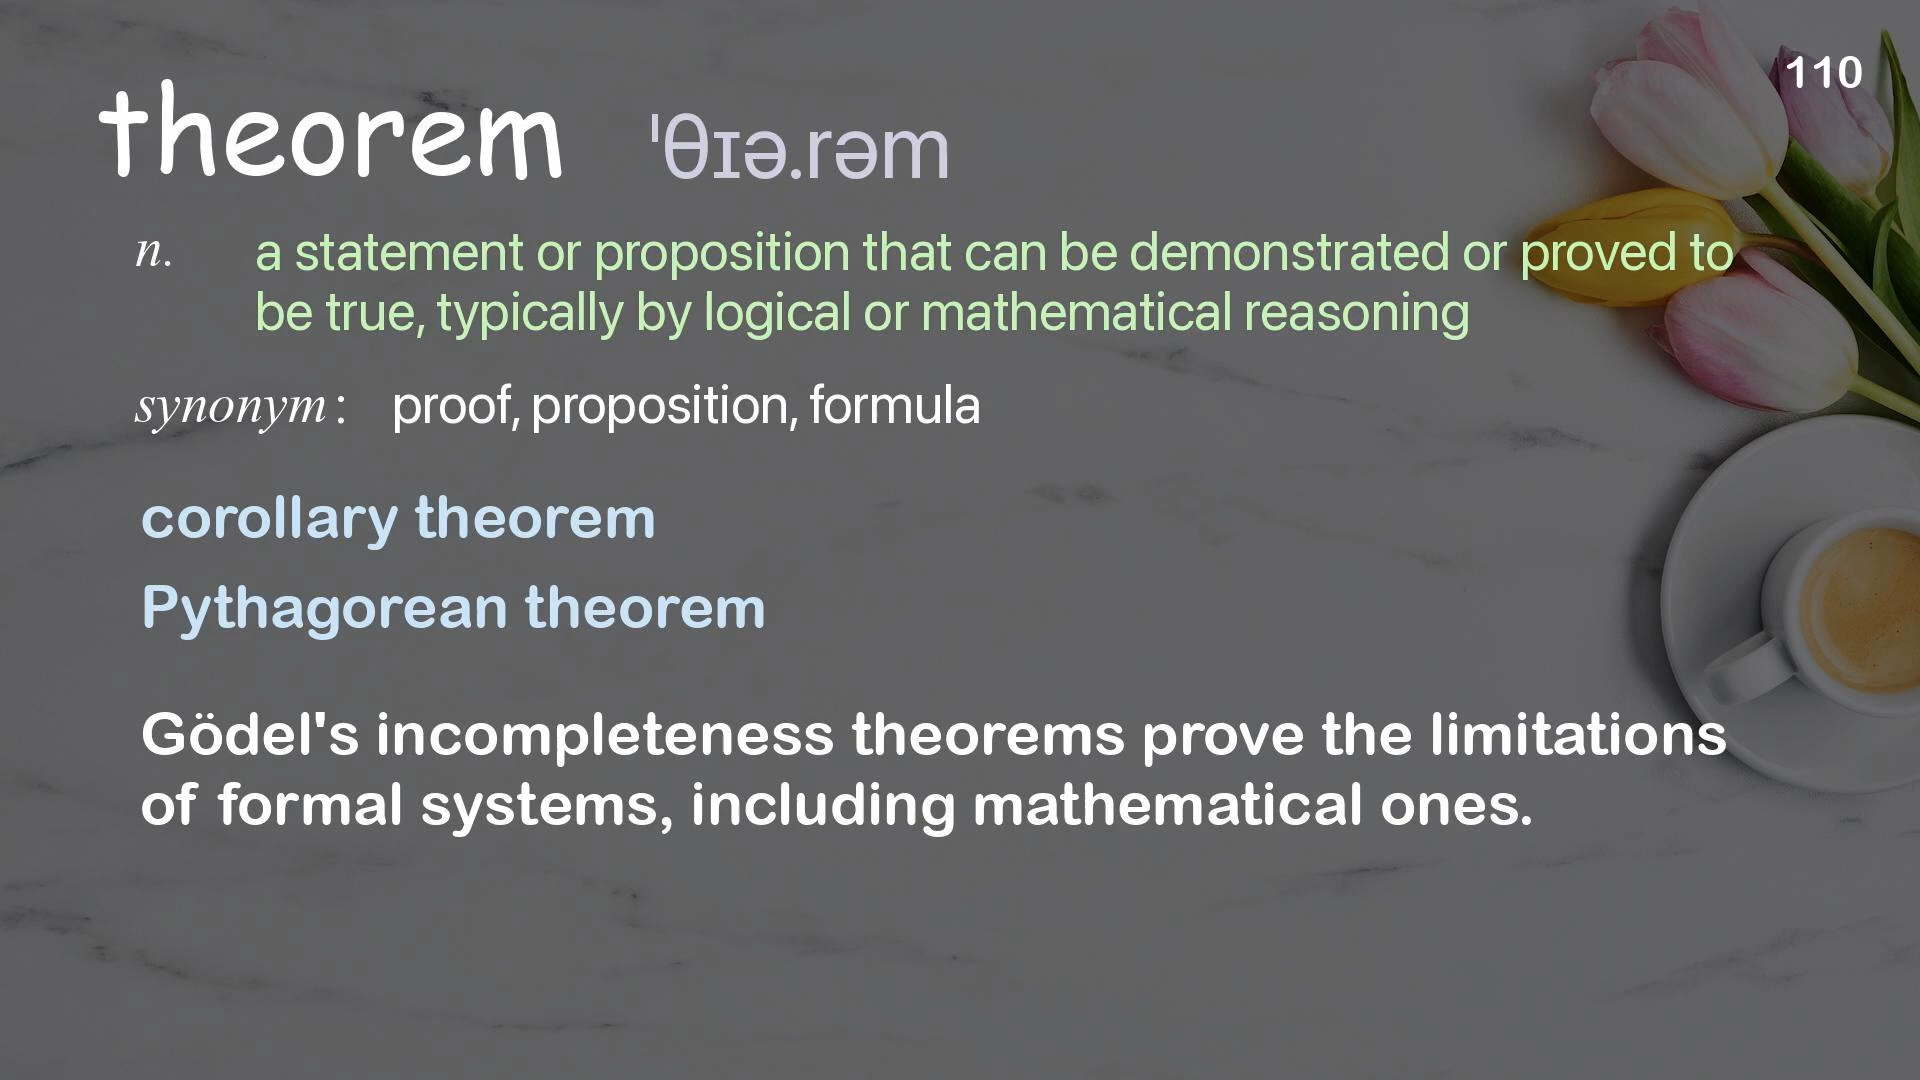 110
theorem ˈθɪə.rəm
n. a statement or proposition that can be demonstrated or proved to
be true, typically by logical or mathematical reasoning
synonym: proof, proposition, formula
corollary theorem
Pythagorean theorem
Gödel's incompleteness theorems prove the limitations
of formal systems, including mathematical ones.